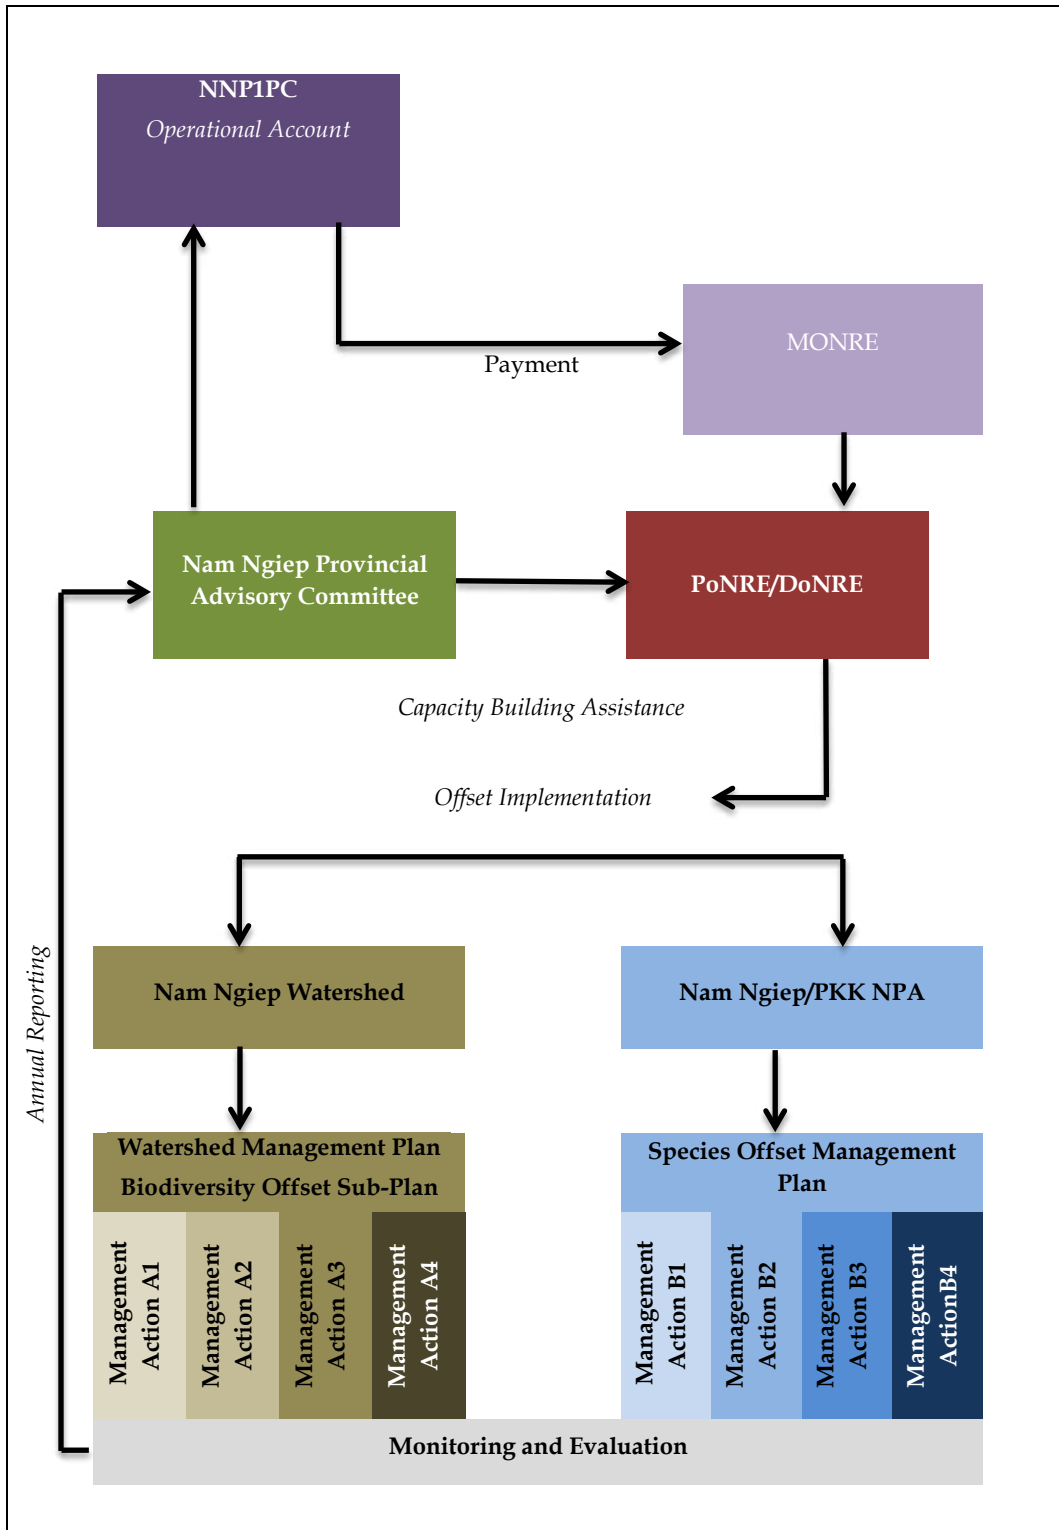 NNP1PC
Operational Account
MONRE
Payment
Nam Ngiep Provincial
Advisory Committee
PoNRE/DoNRE
Capacity Building Assistance
Offset Implementation
Annual Reporting
Nam Ngiep Watershed
Nam Ngiep/PKK NPA
Watershed Management Plan
Biodiversity Offset Sub-Plan
Species Offset Management
Plan
Management
Action A1
Management
Action A2
Management
Action A3
Management
Action A4
Management
Action B1
Management
Action B2
Management
Action B3
Management
ActionB4
Monitoring and Evaluation